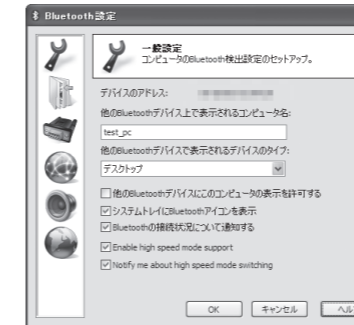 Bluetooth設定
一般設定
コンピュータのBluetooth検出設定のセットアップ。
デバイスのアドレス:
他のBluetoothデバイス上で表示されるコンピュータ名:
test_pc
他のBluetoothデバイスで表示されるデバイスのタイプ:
デスクトップ
他のBluetoothデバイスにこのコンピュータの表示を許可する
システムトレイにBluetoothアイコンを表示
Bluetoothの接続状況について通知する
Enable high speed mode support
Notify me about high speed mode switching
OK キャンセル ヘル